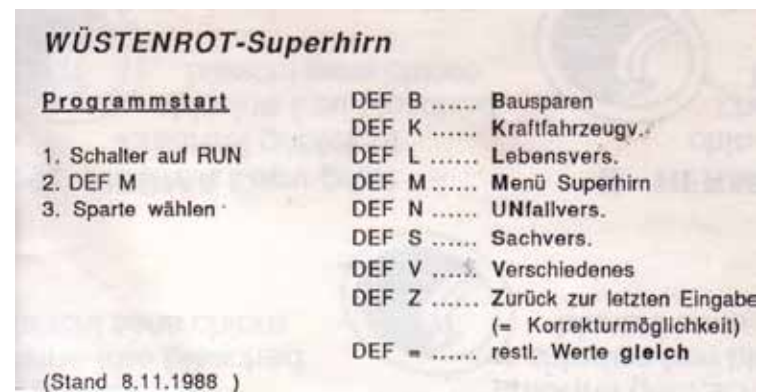 WÜSTENROT-Superhirn
Programmstart
1. Schalter auf RUN
2. DEF M
3. Sparte wählen
DEF B ...... Bausparen
DEF K ...... Kraftfahrzeugv.
DEF L ...... Lebensvers.
DEF M ...... Menü Superhirn
DEF N ...... UNfallvers.
DEF S ...... Sachvers.
DEF V ...... Verschiedenes
DEF Z ...... Zurück zur letzten Eingabe
(= Korrekturmöglichkeit)
DEF = ...... restl. Werte gleich
(Stand 8.11.1988 )